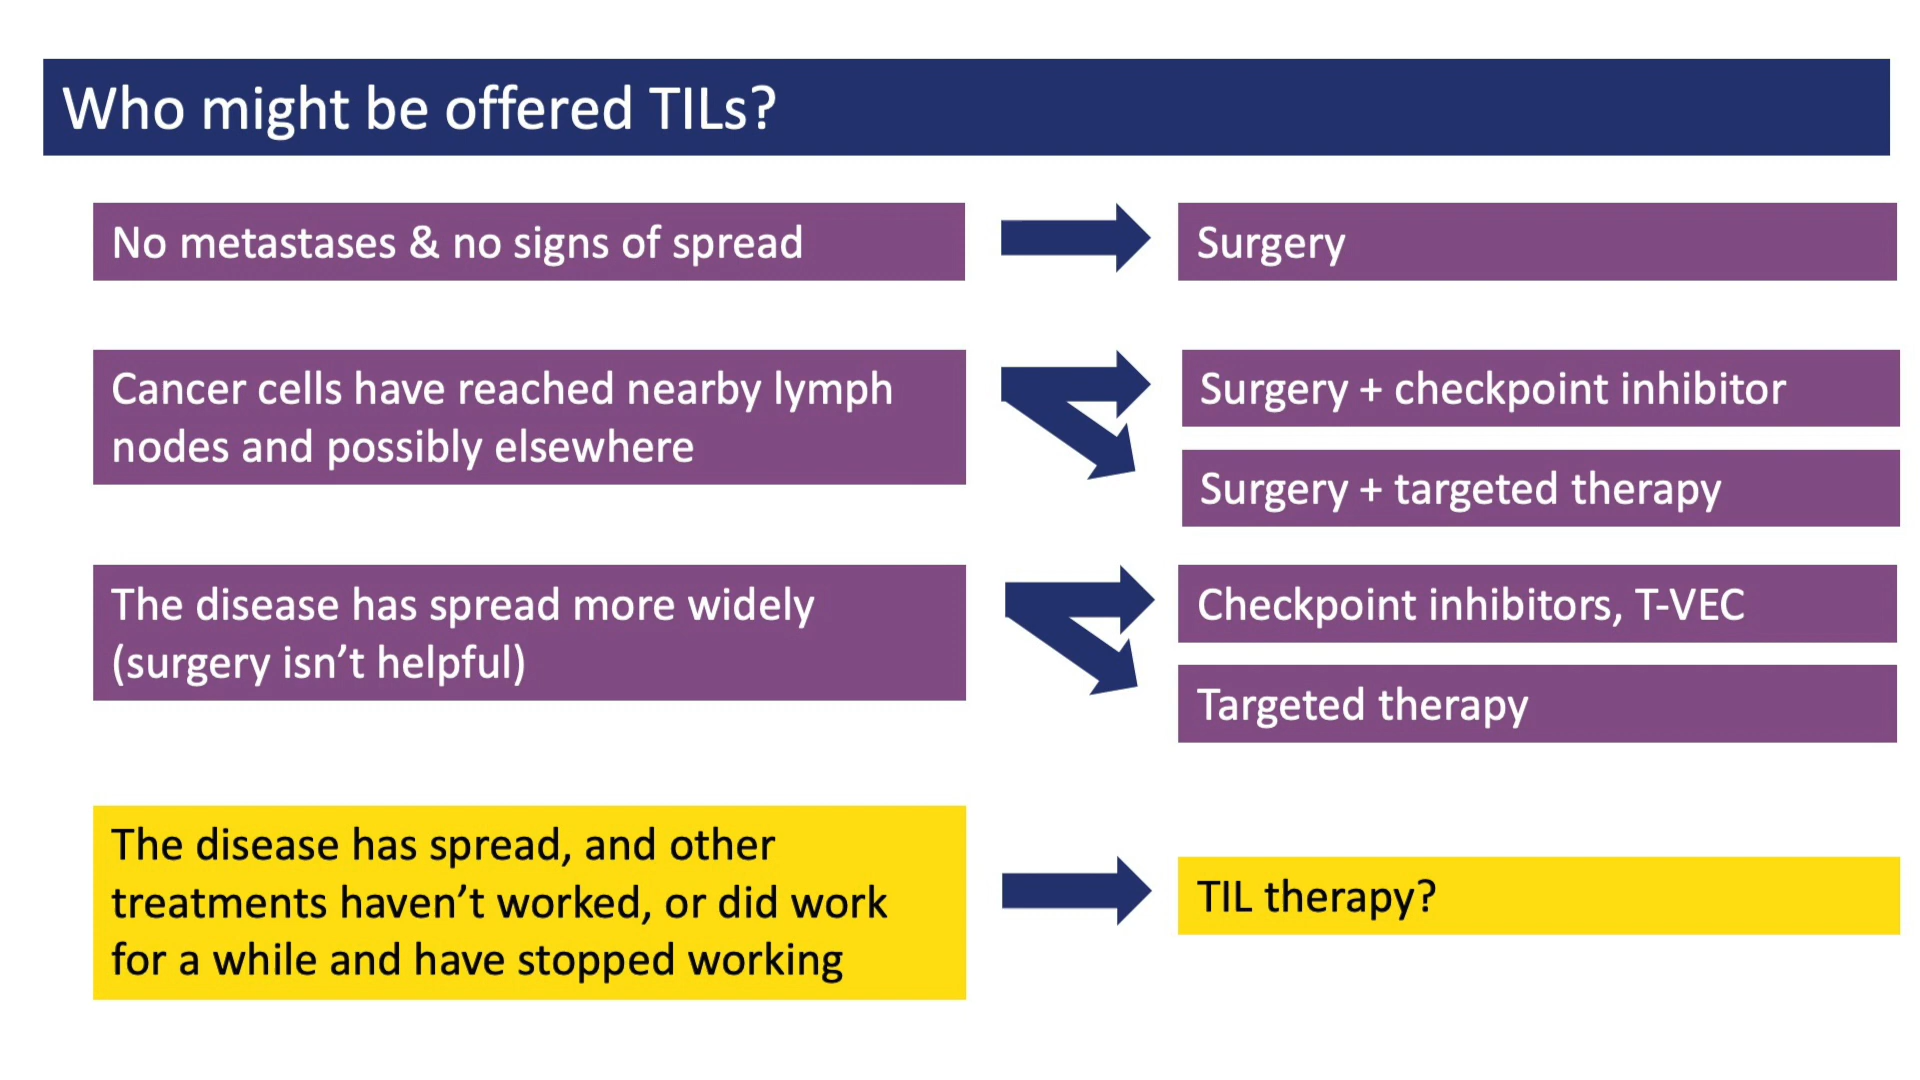 Who might be offered TILs?
No metastases & no signs of spread
Surgery
Cancer cells have reached nearby lymph
nodes and possibly elsewhere
Surgery + checkpoint inhibitor
Surgery + targeted therapy
The disease has spread more widely
(surgery isn’t helpful)
Checkpoint inhibitors, T-VEC
Targeted therapy
The disease has spread, and other
treatments haven’t worked, or did work
for a while and have stopped working
TIL therapy?